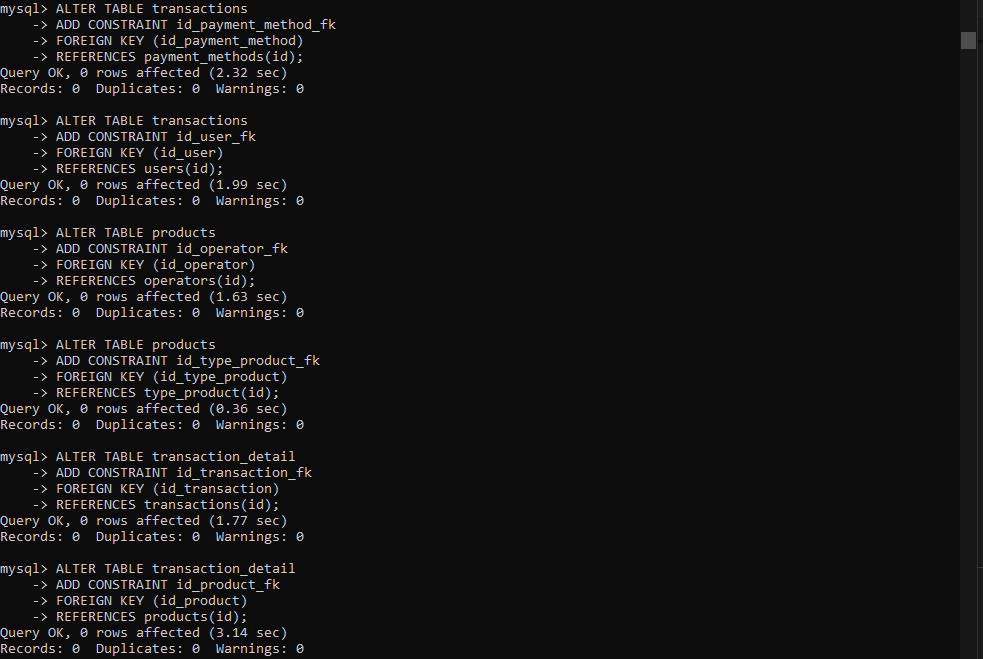 mysql> ALTER TABLE transactions
    -> ADD CONSTRAINT id_payment_method_fk
    -> FOREIGN KEY (id_payment_method)
    -> REFERENCES payment_methods(id);
Query OK, 0 rows affected (2.32 sec)
Records: 0  Duplicates: 0  Warnings: 0

mysql> ALTER TABLE transactions
    -> ADD CONSTRAINT id_user_fk
    -> FOREIGN KEY (id_user)
    -> REFERENCES users(id);
Query OK, 0 rows affected (1.99 sec)
Records: 0  Duplicates: 0  Warnings: 0

mysql> ALTER TABLE products
    -> ADD CONSTRAINT id_operator_fk
    -> FOREIGN KEY (id_operator)
    -> REFERENCES operators(id);
Query OK, 0 rows affected (1.63 sec)
Records: 0  Duplicates: 0  Warnings: 0

mysql> ALTER TABLE products
    -> ADD CONSTRAINT id_type_product_fk
    -> FOREIGN KEY (id_type_product)
    -> REFERENCES type_product(id);
Query OK, 0 rows affected (0.36 sec)
Records: 0  Duplicates: 0  Warnings: 0

mysql> ALTER TABLE transaction_detail
    -> ADD CONSTRAINT id_transaction_fk
    -> FOREIGN KEY (id_transaction)
    -> REFERENCES transactions(id);
Query OK, 0 rows affected (1.77 sec)
Records: 0  Duplicates: 0  Warnings: 0

mysql> ALTER TABLE transaction_detail
    -> ADD CONSTRAINT id_product_fk
    -> FOREIGN KEY (id_product)
    -> REFERENCES products(id);
Query OK, 0 rows affected (3.14 sec)
Records: 0  Duplicates: 0  Warnings: 0